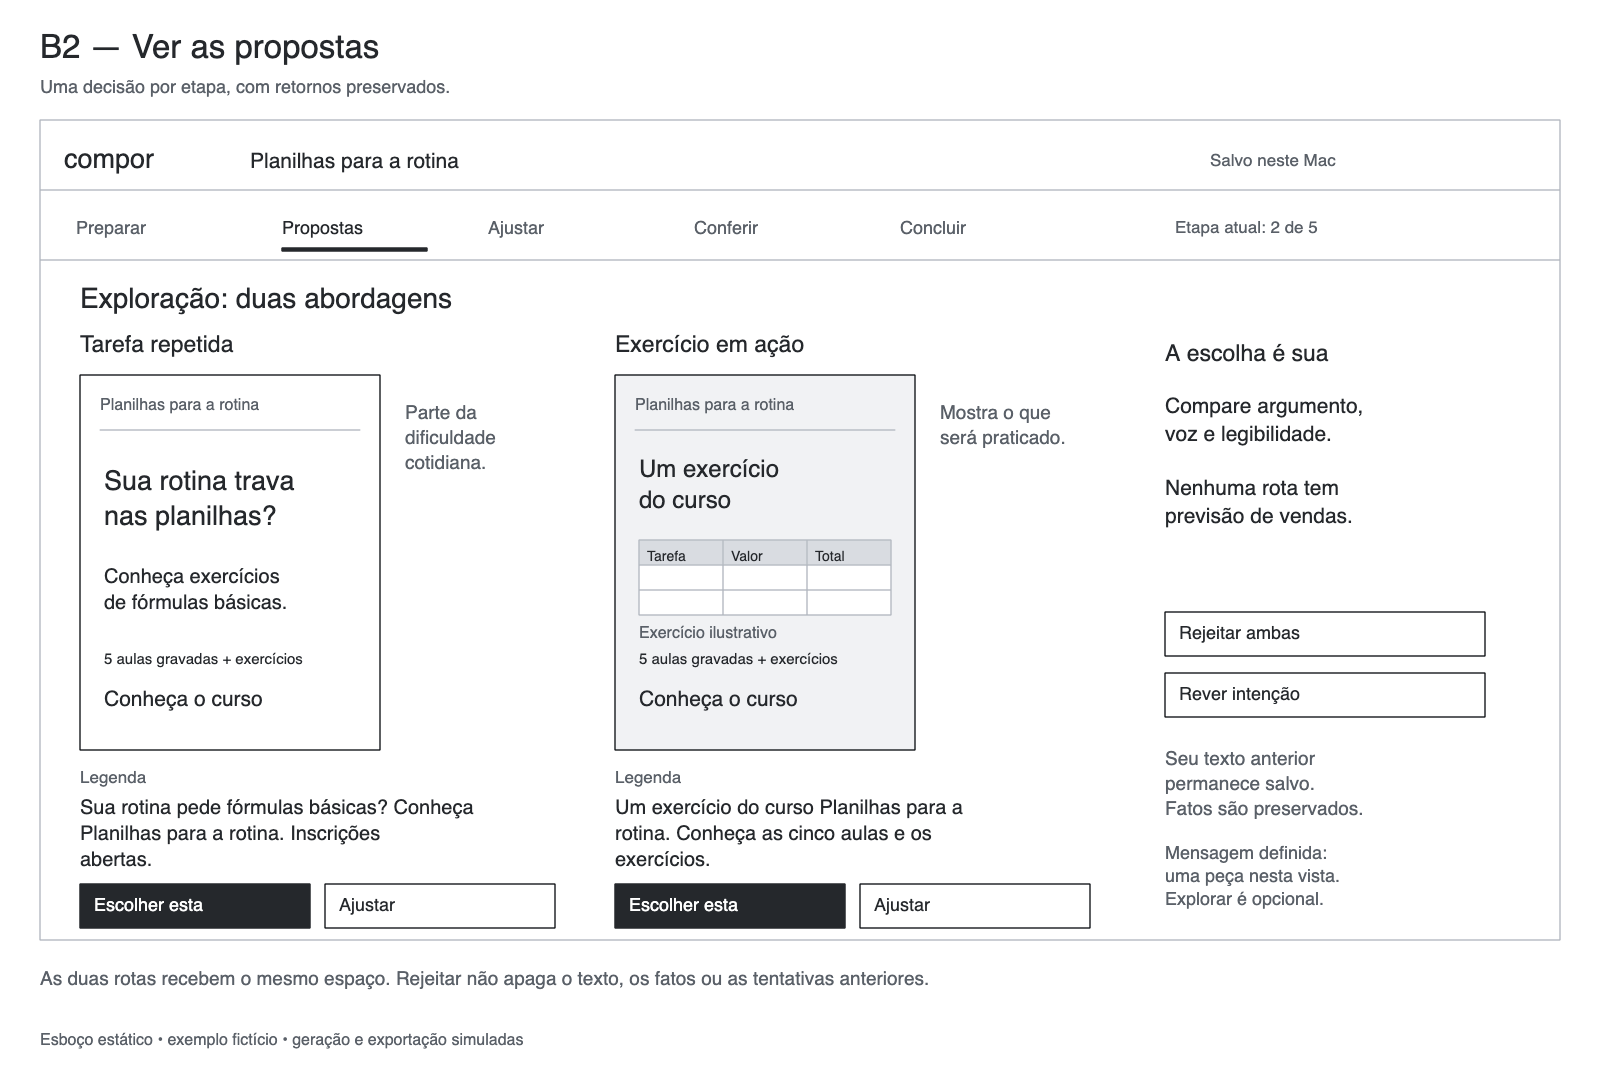 B2 — Ver as propostas
Uma decisão por etapa, com retornos preservados.
compor
Planilhas para a rotina
Salvo neste Mac
Preparar
Propostas
Ajustar
Conferir
Concluir
Etapa atual: 2 de 5
Exploração: duas abordagens
Tarefa repetida
Planilhas para a rotina
Sua rotina trava
nas planilhas?
Conheça exercícios
de fórmulas básicas.
5 aulas gravadas + exercícios
Conheça o curso
Parte da
dificuldade
cotidiana.
Legenda
Sua rotina pede fórmulas básicas? Conheça
Planilhas para a rotina. Inscrições
abertas.
Escolher esta
Ajustar
Exercício em ação
Planilhas para a rotina
Um exercício
do curso
Tarefa
Valor
Total
Exercício ilustrativo
5 aulas gravadas + exercícios
Conheça o curso
Mostra o que
será praticado.
Legenda
Um exercício do curso Planilhas para a
rotina. Conheça as cinco aulas e os
exercícios.
Escolher esta
Ajustar
A escolha é sua
Compare argumento,
voz e legibilidade.
Nenhuma rota tem
previsão de vendas.
Rejeitar ambas
Rever intenção
Seu texto anterior
permanece salvo.
Fatos são preservados.
Mensagem definida:
uma peça nesta vista.
Explorar é opcional.
As duas rotas recebem o mesmo espaço. Rejeitar não apaga o texto, os fatos ou as tentativas anteriores.
Esboço estático • exemplo fictício • geração e exportação simuladas